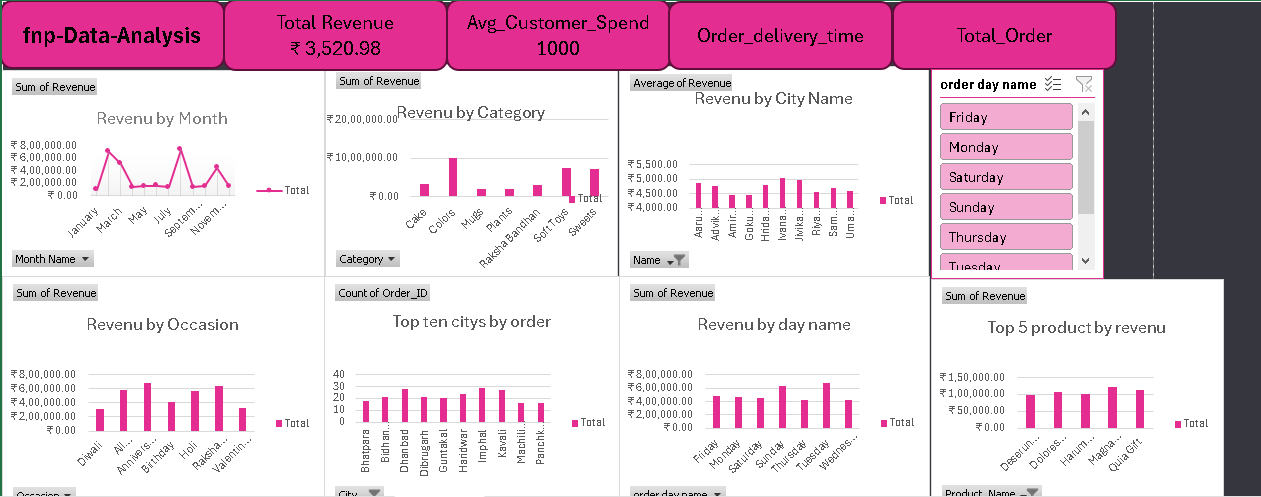 fnp-Data-Analysis
Total Revenue
₹ 3,520.98
Avg_Customer_Spend
1000
Order_delivery_time
Total_Order
Sum of Revenue
Revenu by Month
₹ 8,00,000.00
₹ 6,00,000.00
₹ 4,00,000.00
₹ 2,00,000.00
₹ 0.00
January
March
May
July
Septem...
Novem...
Total
Month Name
Sum of Revenue
Revenu by Category
₹ 20,00,000.00
₹ 10,00,000.00
₹ 0.00
Cake
Colors
Mugs
Plants
Raksha Bandhan
Soft Toys
Sweets
Total
Category
Average of Revenue
Revenu by City Name
₹ 5,500.00
₹ 5,000.00
₹ 4,500.00
₹ 4,000.00
Aaru...
Advik...
Amir...
Goku...
Hrida...
Ivana...
Jivika...
Riya...
Sam...
Uma...
Total
Name
order day name
Friday
Monday
Saturday
Sunday
Thursday
Tuesday
Sum of Revenue
Revenu by Occasion
₹ 8,00,000.00
₹ 6,00,000.00
₹ 4,00,000.00
₹ 2,00,000.00
₹ 0.00
Diwali
All...
Annivers...
Birthday
Holi
Raksha...
Valentin...
Total
Occasion
Count of Order_ID
Top ten citys by order
40
30
20
10
0
Bhatpara
Bidhan...
Dhanbad
Dibrugarh
Guntakal
Haridwar
Imphal
Kavali
Machili...
Panchk...
Total
City
Sum of Revenue
Revenu by day name
₹ 8,00,000.00
₹ 6,00,000.00
₹ 4,00,000.00
₹ 2,00,000.00
₹ 0.00
Friday
Monday
Saturday
Sunday
Thursday
Tuesday
Wednes...
Total
order day name
Sum of Revenue
Top 5 product by revenu
₹ 1,50,000.00
₹ 1,00,000.00
₹ 50,000.00
₹ 0.00
Deserun...
Dolores...
Harum...
Magna...
Quia Gift
Total
Product_Name